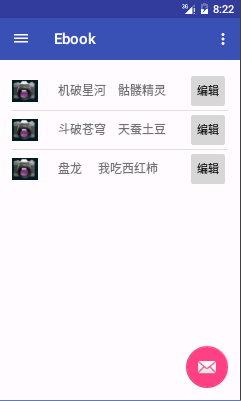 36 8:22
Ebook
机破星河 骷髅精灵 编辑
斗破苍穹 天蚕土豆 编辑
盘龙 我吃西红柿 编辑